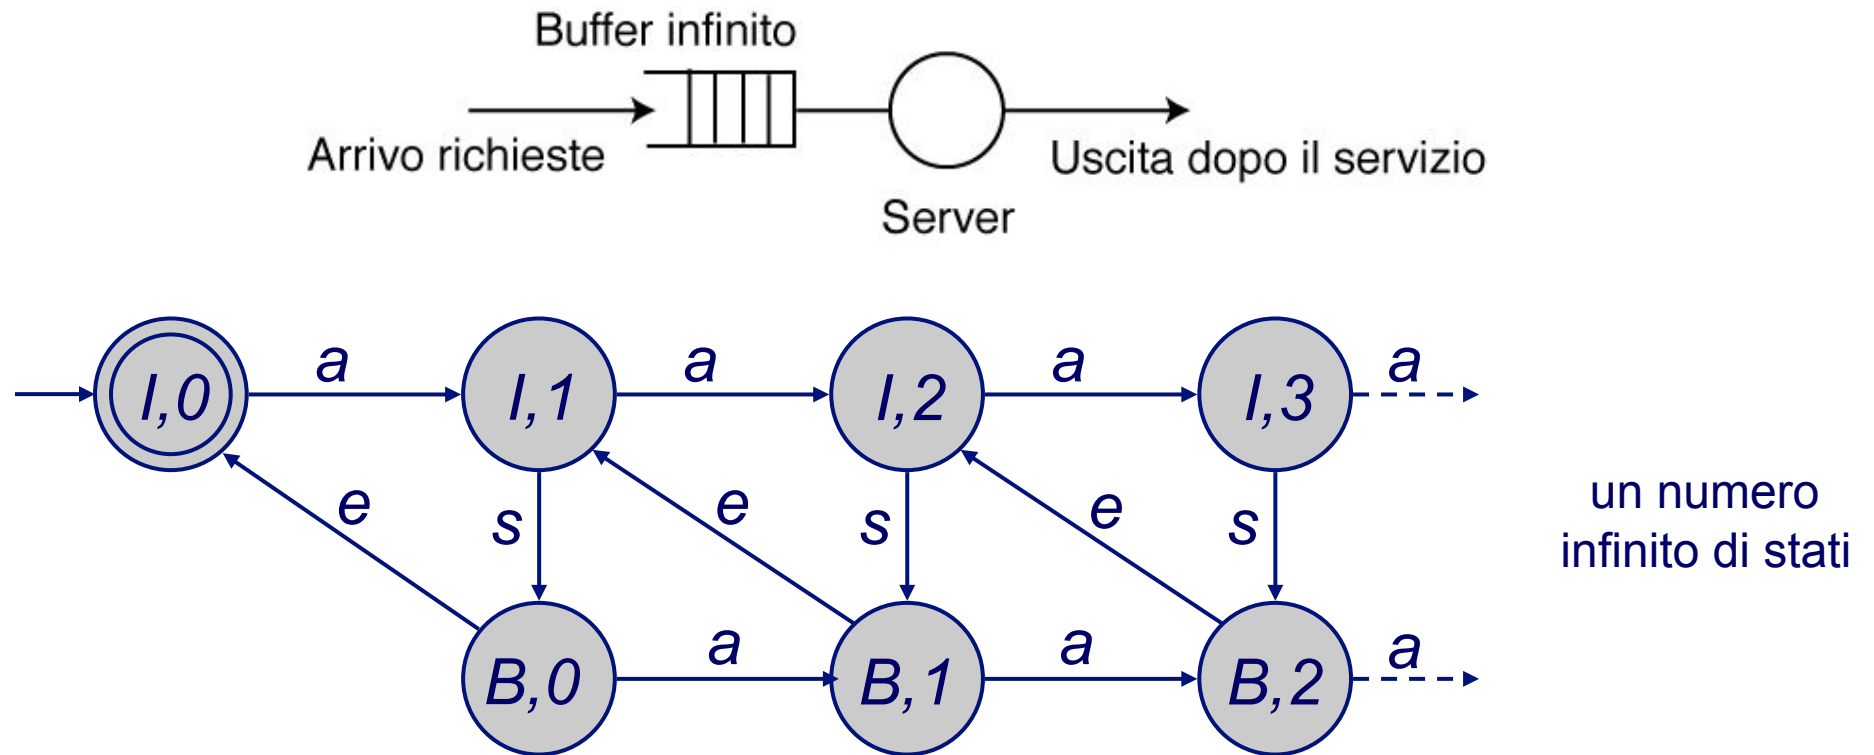 Buffer infinito
Arrivo richieste
Uscita dopo il servizio
Server
a
a
a
a
I,0
I,1
I,2
I,3
e
s
e
s
e
s
un numero
infinito di stati
a
a
a
B,0
B,1
B,2